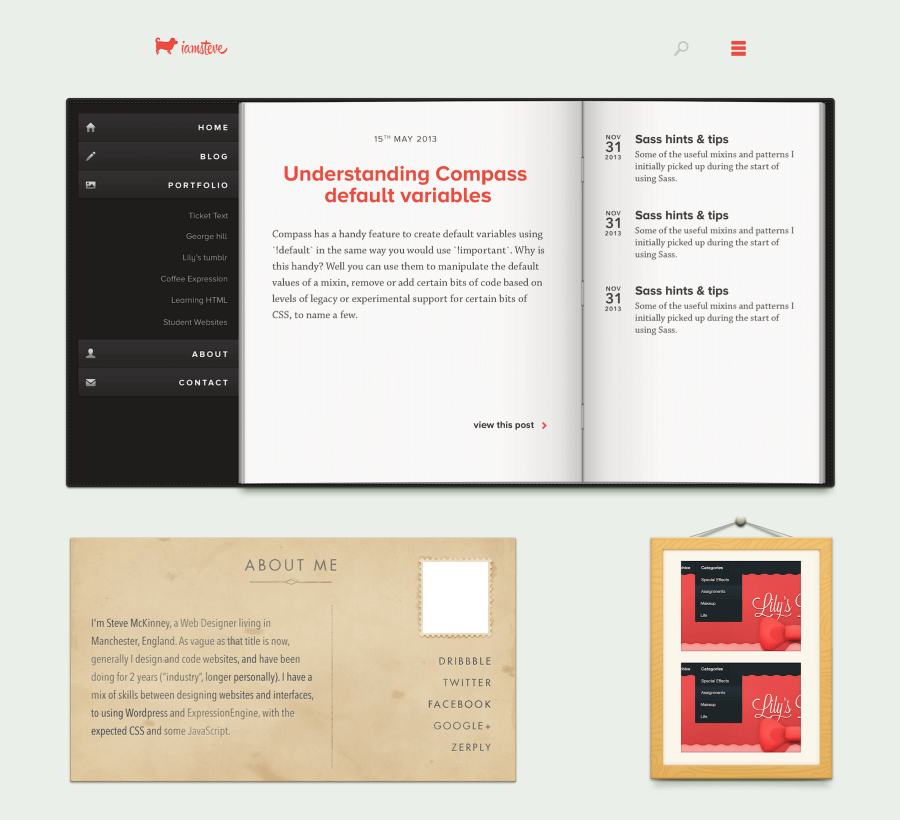 iamsteve
HOME
BLOG
PORTFOLIO
Ticket Text
George hill
Lily's tumblr
Coffee Expression
Learning HTML
Student Websites
ABOUT
CONTACT
15TH MAY 2013
Understanding Compass
default variables
Compass has a handy feature to create default variables using
`!default` in the same way you would use `!important`. Why is
this handy? Well you can use them to manipulate the default
values of a mixin, remove or add certain bits of code based on
levels of legacy or experimental support for certain bits of
CSS, to name a few.
view this post
NOV
31
2013
Sass hints & tips
Some of the useful mixins and patterns I
initially picked up during the start of
using Sass.
NOV
31
2013
Sass hints & tips
Some of the useful mixins and patterns I
initially picked up during the start of
using Sass.
NOV
31
2013
Sass hints & tips
Some of the useful mixins and patterns I
initially picked up during the start of
using Sass.
ABOUT ME
I'm Steve McKinney, a Web Designer living in
Manchester, England. As vague as that title is now,
generally I design and code websites, and have been
doing for 2 years ("industry", longer personally). I have a
mix of skills between designing websites and interfaces,
to using Wordpress and ExpressionEngine, with the
expected CSS and some JavaScript.
DRIBBBLE
TWITTER
FACEBOOK
GOOGLE+
ZERPLY
Categories
Special Effects
Assignments
Makeup
Life
Lily's
Categories
Special Effects
Assignments
Makeup
Life
Lily's